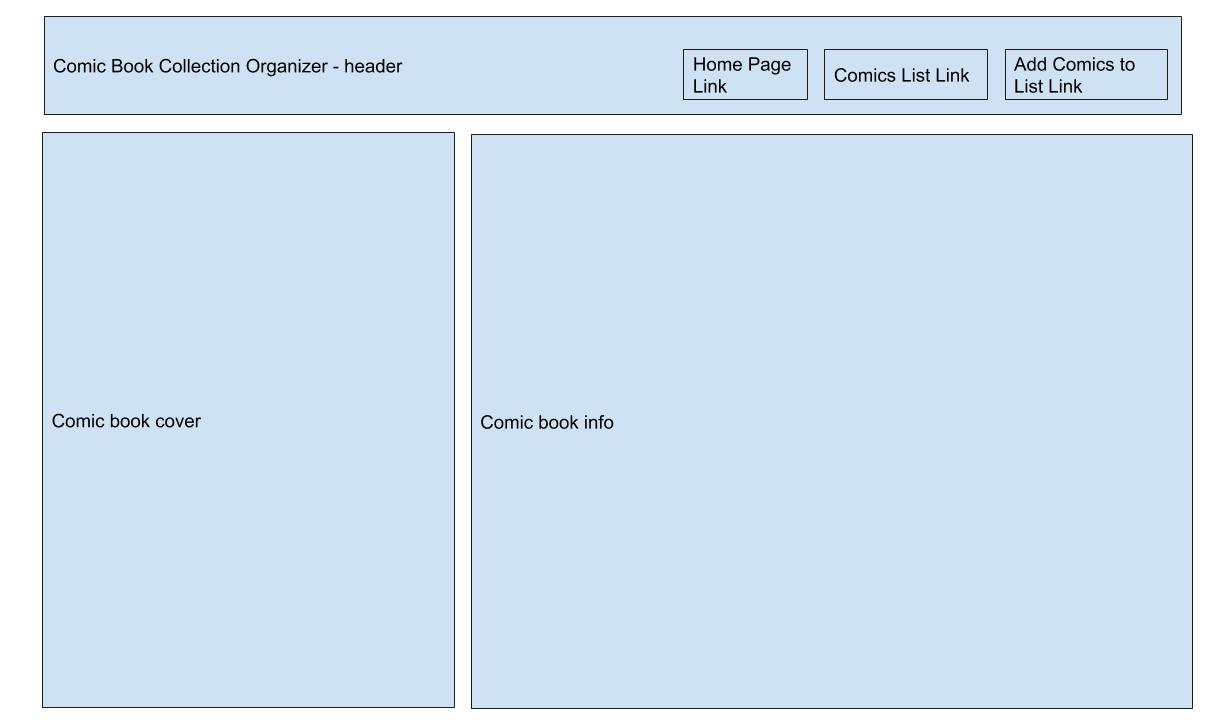 Comic Book Collection Organizer - header
Home Page
Link
Comics List Link
Add Comics to
List Link
Comic book cover
Comic book info